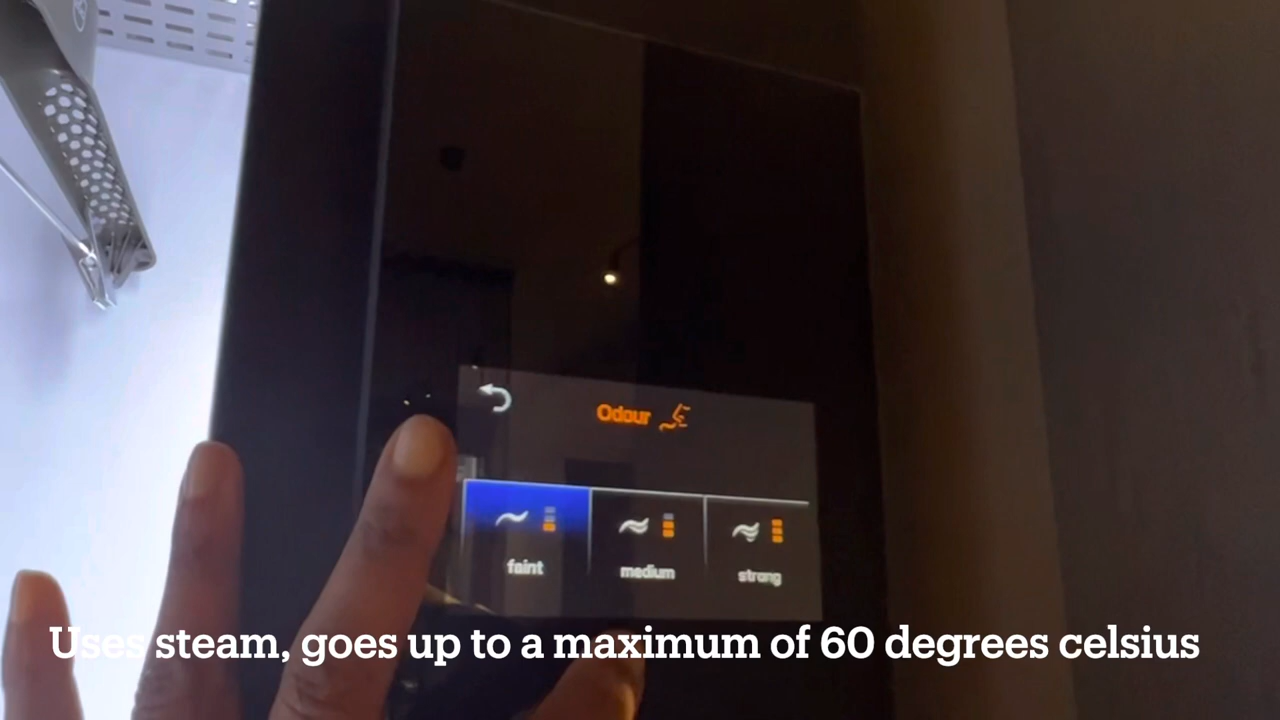 Odour
faint
medium
strong
Uses steam, goes up to a maximum of 60 degrees celsius